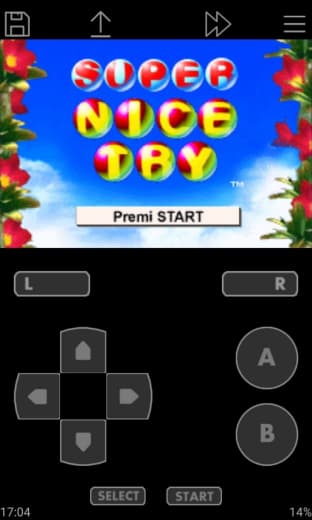 SUPER
NICE
TRY
™
Premi START
L R
A
B
SELECT START
17:04 14%